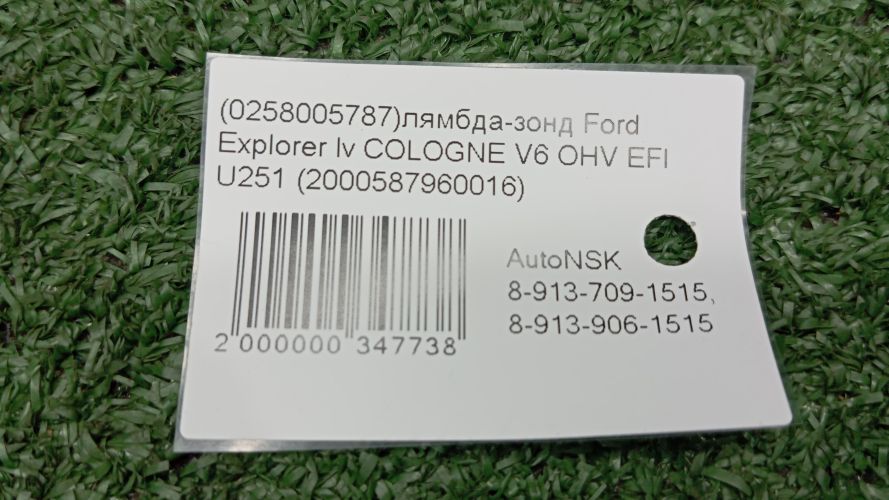 (0258005787)лямбда-зонд Ford
Explorer Iv COLOGNE V6 OHV EFI
U251 (2000587960016)
AutoNSK
8-913-709-1515,
8-913-906-1515
2 000000 347738